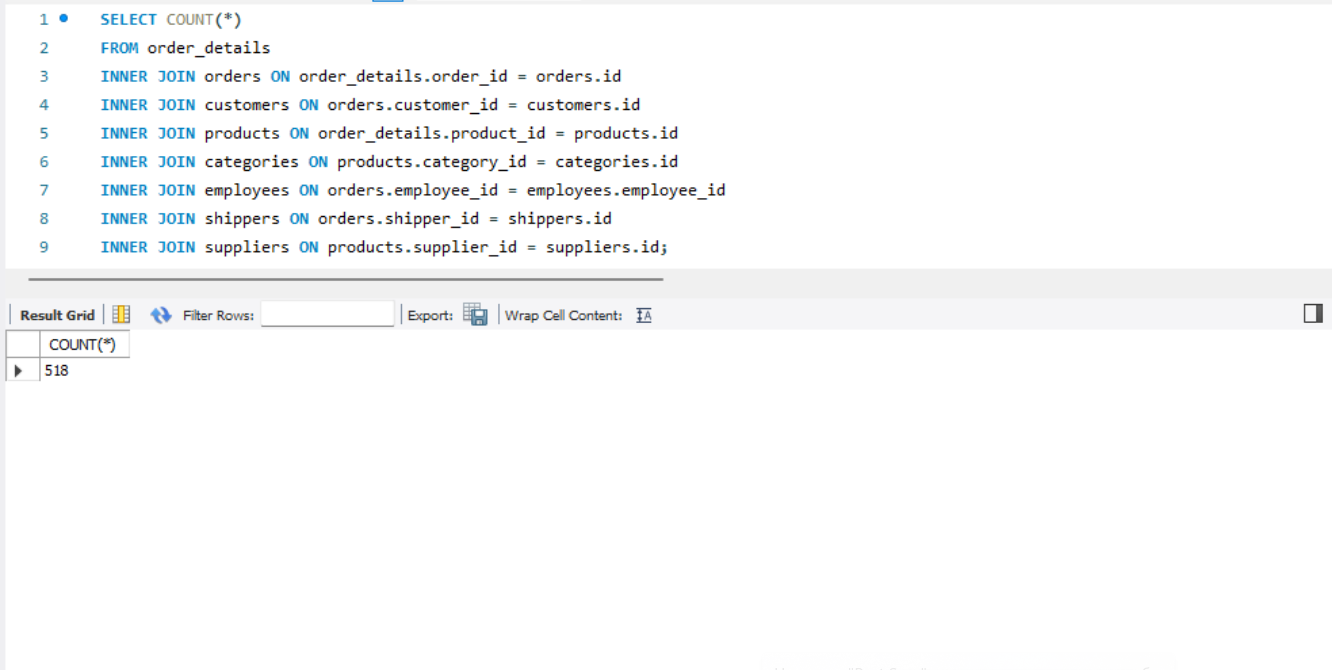 1 SELECT COUNT(*)
2 FROM order_details
3 INNER JOIN orders ON order_details.order_id = orders.id
4 INNER JOIN customers ON orders.customer_id = customers.id
5 INNER JOIN products ON order_details.product_id = products.id
6 INNER JOIN categories ON products.category_id = categories.id
7 INNER JOIN employees ON orders.employee_id = employees.employee_id
8 INNER JOIN shippers ON orders.shipper_id = shippers.id
9 INNER JOIN suppliers ON products.supplier_id = suppliers.id;
Result Grid Filter Rows: Export: Wrap Cell Content: IA
COUNT(*)
518